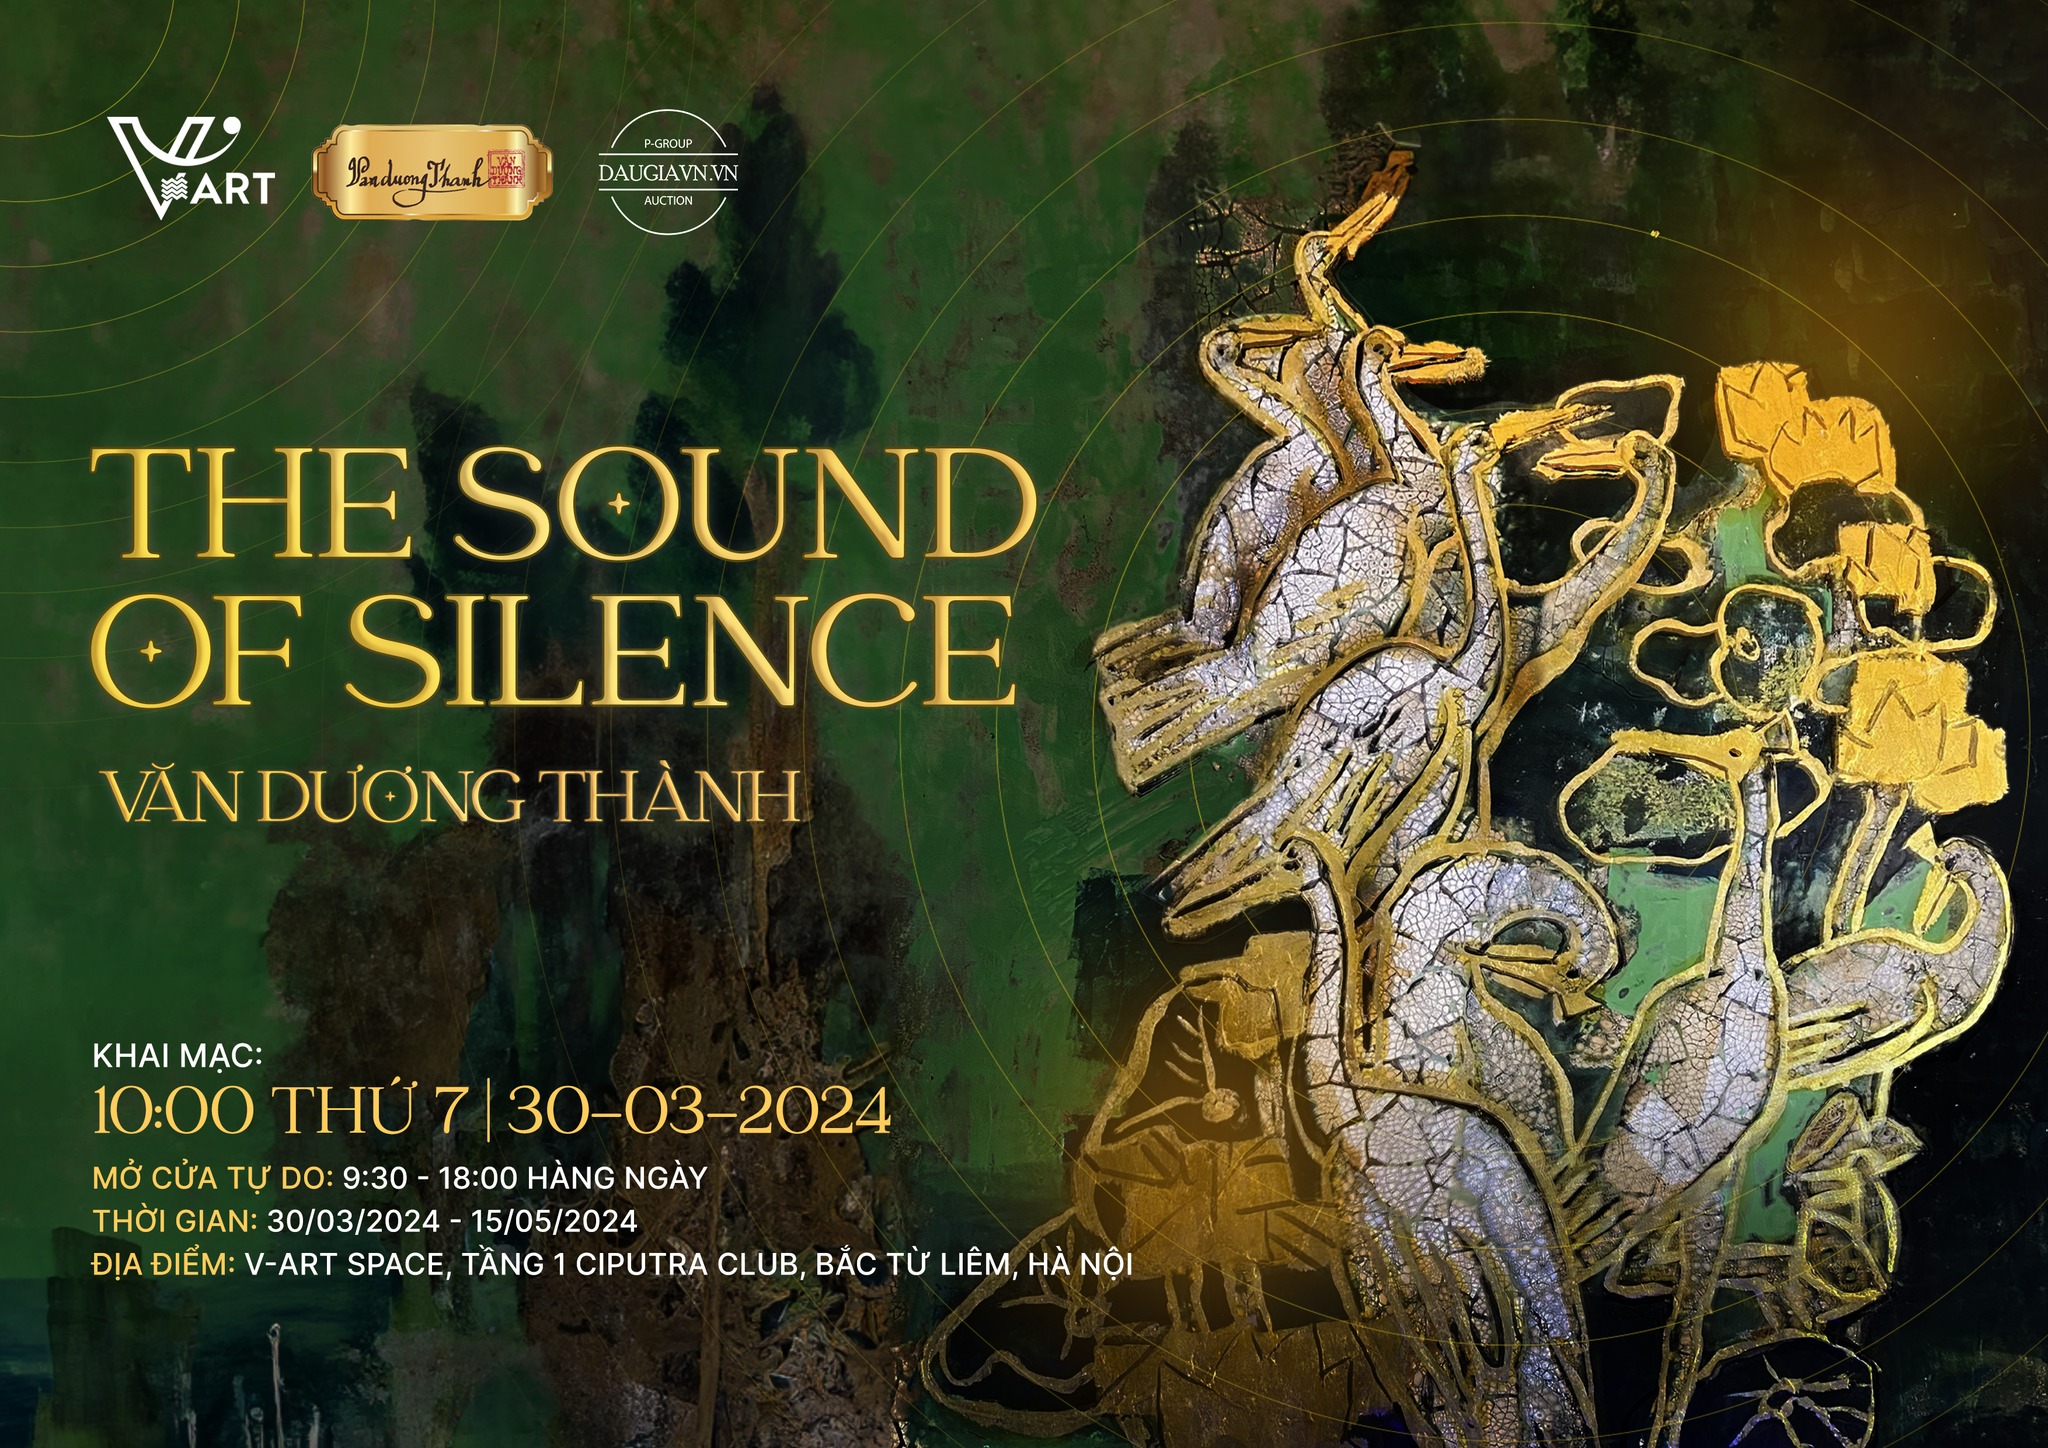 V ART
Vanduong Thanh
VĂN
DƯƠNG
THÀNH
P-GROUP
DAUGIAVN.VN
AUCTION
THE SOUND
OF SILENCE
VĂN DƯƠNG THÀNH
KHAI MẠC:
10:00 THỨ 7 | 30-03-2024
MỞ CỬA TỰ DO: 9:30 - 18:00 HÀNG NGÀY
THỜI GIAN: 30/03/2024 - 15/05/2024
ĐỊA ĐIỂM: V-ART SPACE, TẦNG 1 CIPUTRA CLUB, BẮC TỪ LIÊM, HÀ NỘI